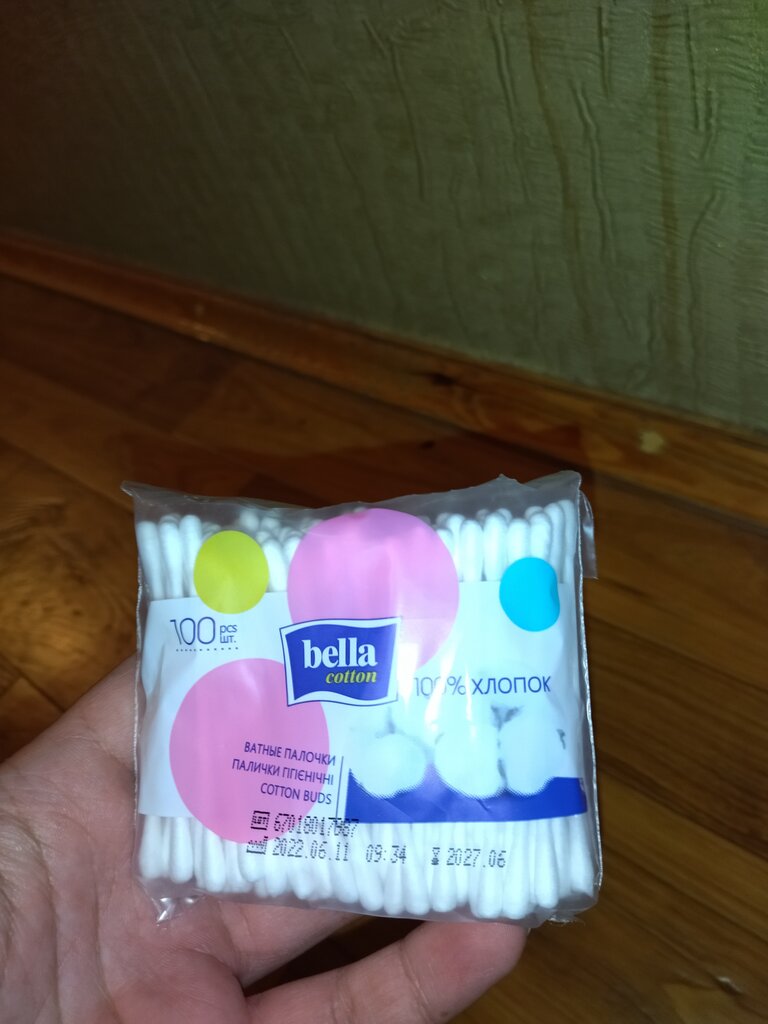 100 pcs
шт.
bella
cotton
100% ХЛОПОК
ВАТНЫЕ ПАЛОЧКИ
ПАЛИЧКИ ГІГІЄНІЧНІ
COTTON BUDS
LOT
2022.06.11 09:34 2027.06